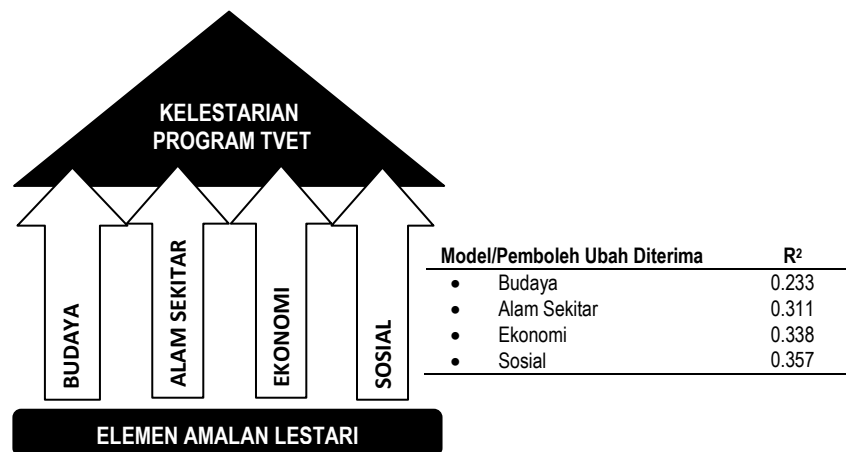 KELESTARIAN
PROGRAM TVET
BUDAYA
ALAM SEKITAR
EKONOMI
SOSIAL
ELEMEN AMALAN LESTARI
Model/Pemboleh Ubah Diterima R²
• Budaya 0.233
• Alam Sekitar 0.311
• Ekonomi 0.338
• Sosial 0.357